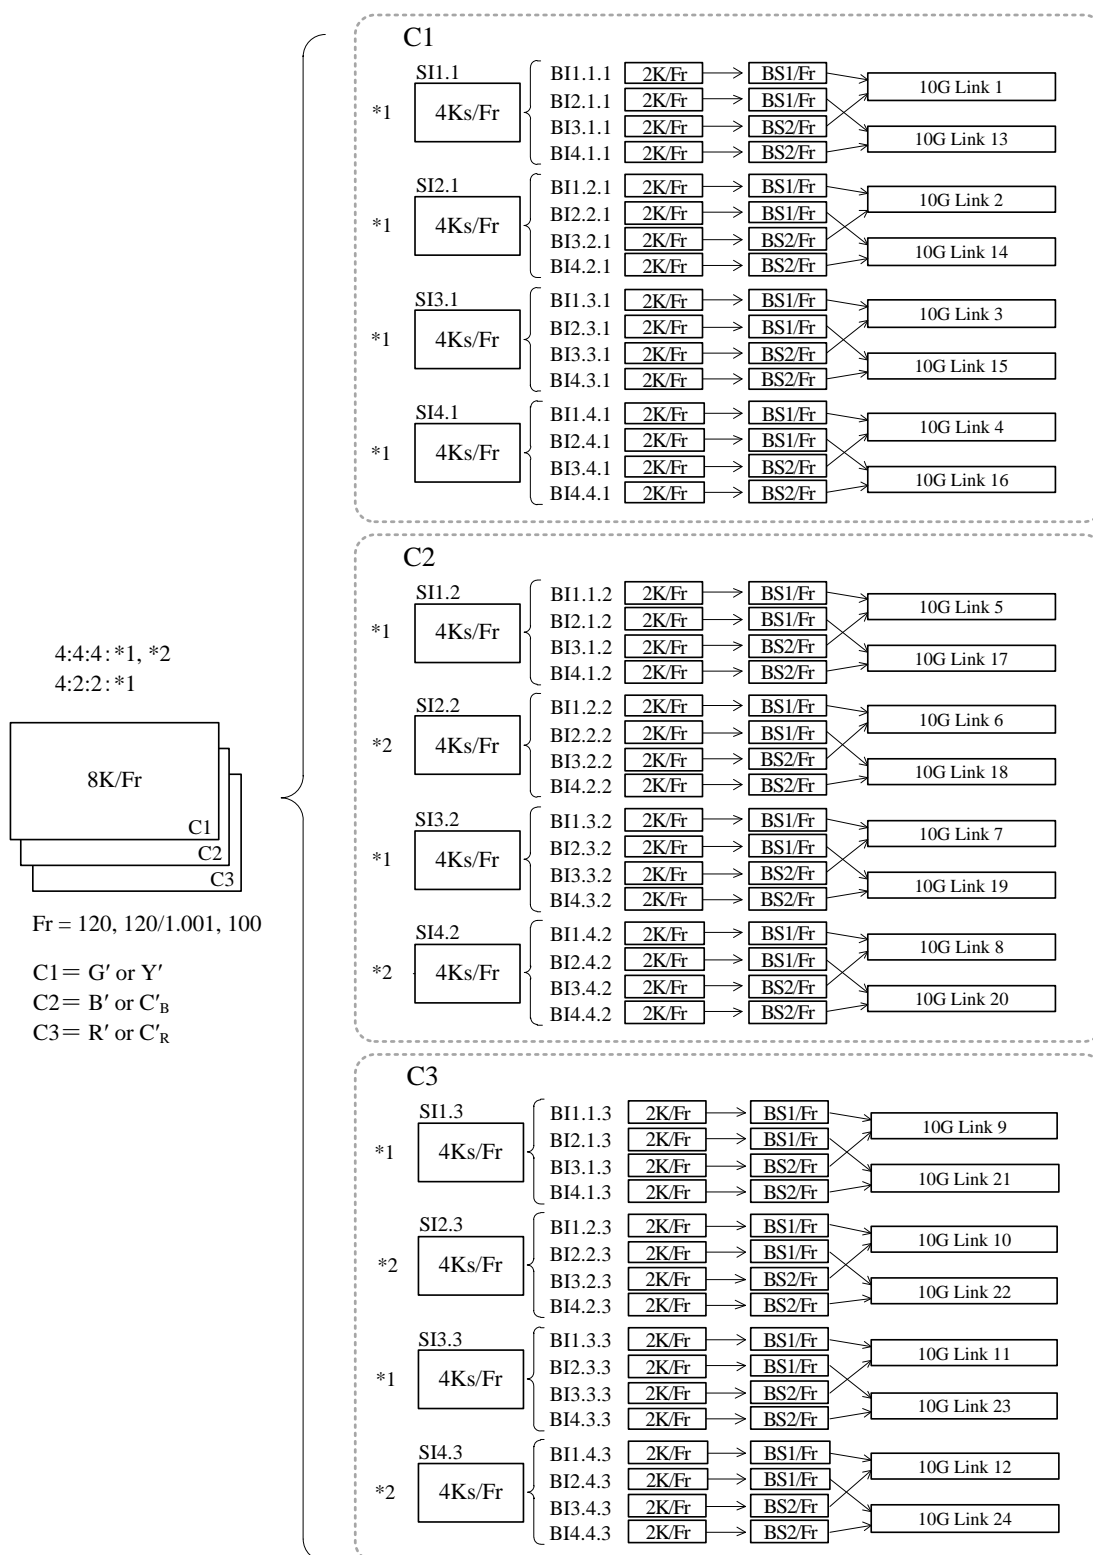 4:4:4: *1, *2
4:2:2: *1
8K/Fr
C1
C2
C3
Fr = 120, 120/1.001, 100
C1＝ G′ or Y′
C2＝ B′ or C′B
C3＝ R′ or C′R
C1
SI1.1
*1
4Ks/Fr
BI1.1.1 2K/Fr BS1/Fr
BI2.1.1 2K/Fr BS1/Fr
BI3.1.1 2K/Fr BS2/Fr
BI4.1.1 2K/Fr BS2/Fr
10G Link 1
10G Link 13
SI2.1
*1
4Ks/Fr
BI1.2.1 2K/Fr BS1/Fr
BI2.2.1 2K/Fr BS1/Fr
BI3.2.1 2K/Fr BS2/Fr
BI4.2.1 2K/Fr BS2/Fr
10G Link 2
10G Link 14
SI3.1
*1
4Ks/Fr
BI1.3.1 2K/Fr BS1/Fr
BI2.3.1 2K/Fr BS1/Fr
BI3.3.1 2K/Fr BS2/Fr
BI4.3.1 2K/Fr BS2/Fr
10G Link 3
10G Link 15
SI4.1
*1
4Ks/Fr
BI1.4.1 2K/Fr BS1/Fr
BI2.4.1 2K/Fr BS1/Fr
BI3.4.1 2K/Fr BS2/Fr
BI4.4.1 2K/Fr BS2/Fr
10G Link 4
10G Link 16
C2
SI1.2
*1
4Ks/Fr
BI1.1.2 2K/Fr BS1/Fr
BI2.1.2 2K/Fr BS1/Fr
BI3.1.2 2K/Fr BS2/Fr
BI4.1.2 2K/Fr BS2/Fr
10G Link 5
10G Link 17
SI2.2
*2
4Ks/Fr
BI1.2.2 2K/Fr BS1/Fr
BI2.2.2 2K/Fr BS1/Fr
BI3.2.2 2K/Fr BS2/Fr
BI4.2.2 2K/Fr BS2/Fr
10G Link 6
10G Link 18
SI3.2
*1
4Ks/Fr
BI1.3.2 2K/Fr BS1/Fr
BI2.3.2 2K/Fr BS1/Fr
BI3.3.2 2K/Fr BS2/Fr
BI4.3.2 2K/Fr BS2/Fr
10G Link 7
10G Link 19
SI4.2
*2
4Ks/Fr
BI1.4.2 2K/Fr BS1/Fr
BI2.4.2 2K/Fr BS1/Fr
BI3.4.2 2K/Fr BS2/Fr
BI4.4.2 2K/Fr BS2/Fr
10G Link 8
10G Link 20
C3
SI1.3
*1
4Ks/Fr
BI1.1.3 2K/Fr BS1/Fr
BI2.1.3 2K/Fr BS1/Fr
BI3.1.3 2K/Fr BS2/Fr
BI4.1.3 2K/Fr BS2/Fr
10G Link 9
10G Link 21
SI2.3
*2
4Ks/Fr
BI1.2.3 2K/Fr BS1/Fr
BI2.2.3 2K/Fr BS1/Fr
BI3.2.3 2K/Fr BS2/Fr
BI4.2.3 2K/Fr BS2/Fr
10G Link 10
10G Link 22
SI3.3
*1
4Ks/Fr
BI1.3.3 2K/Fr BS1/Fr
BI2.3.3 2K/Fr BS1/Fr
BI3.3.3 2K/Fr BS2/Fr
BI4.3.3 2K/Fr BS2/Fr
10G Link 11
10G Link 23
SI4.3
*2
4Ks/Fr
BI1.4.3 2K/Fr BS1/Fr
BI2.4.3 2K/Fr BS1/Fr
BI3.4.3 2K/Fr BS2/Fr
BI4.4.3 2K/Fr BS2/Fr
10G Link 12
10G Link 24